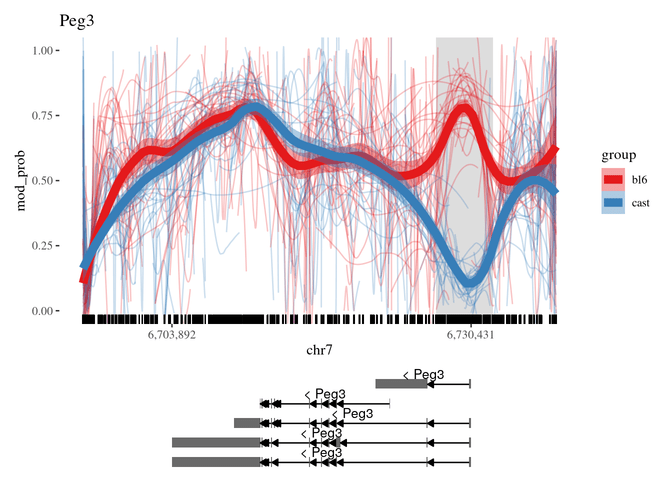 Peg3
mod_prob
1.00
0.75
0.50
0.25
0.00
6,703,892
6,730,431
chr7
group
bl6
cast
< Peg3
< Peg3
< Peg3
< Peg3
< Peg3